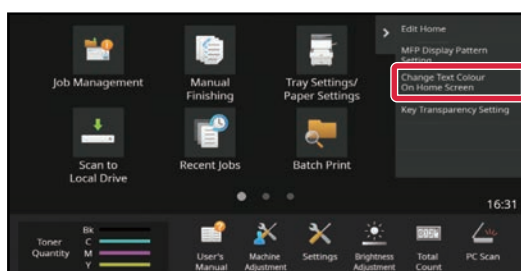 Edit Home
MFP Display Pattern
Setting
Change Text Colour
On Home Screen
Key Transparency Setting
Job Management
Manual
Finishing
Tray Settings/
Paper Settings
Scan to
Local Drive
Recent Jobs
Batch Print
16:31
Toner
Quantity
Bk
C
M
Y
User's
Manual
Machine
Adjustment
Settings
Brightness
Adjustment
Total
Count
PC Scan